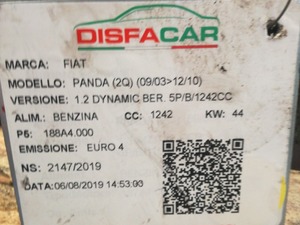 DISFACAR
MARCA: FIAT
MODELLO: PANDA (2Q) (09/03>12/10)
VERSIONE: 1.2 DYNAMIC BER. 5P/B/1242CC
ALIM.: BENZINA CC: 1242 KW: 44
P5: 188A4.000
EMISSIONE: EURO 4
NS: 2147/2019
DATA:06/08/2019 14:53:03